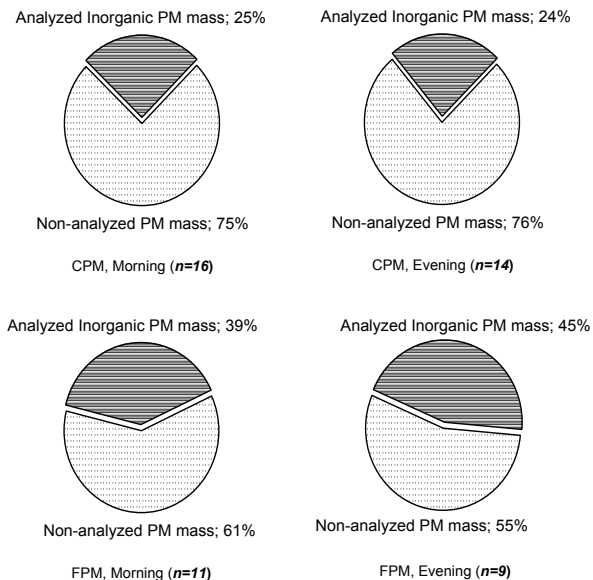 Analyzed Inorganic PM mass; 25%
Non-analyzed PM mass; 75%
CPM, Morning (n=16)
Analyzed Inorganic PM mass; 24%
Non-analyzed PM mass; 76%
CPM, Evening (n=14)
Analyzed Inorganic PM mass; 39%
Non-analyzed PM mass; 61%
FPM, Morning (n=11)
Analyzed Inorganic PM mass; 45%
Non-analyzed PM mass; 55%
FPM, Evening (n=9)